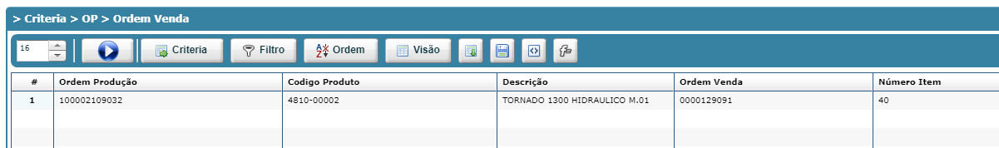 > Criteria > OP > Ordem Venda
16 Criteria Filtro Ordem Visão
# Ordem Produção Codigo Produto Descrição Ordem Venda Número Item
1 100002109032 4810-00002 TORNADO 1300 HIDRAULICO M.01 0000129091 40